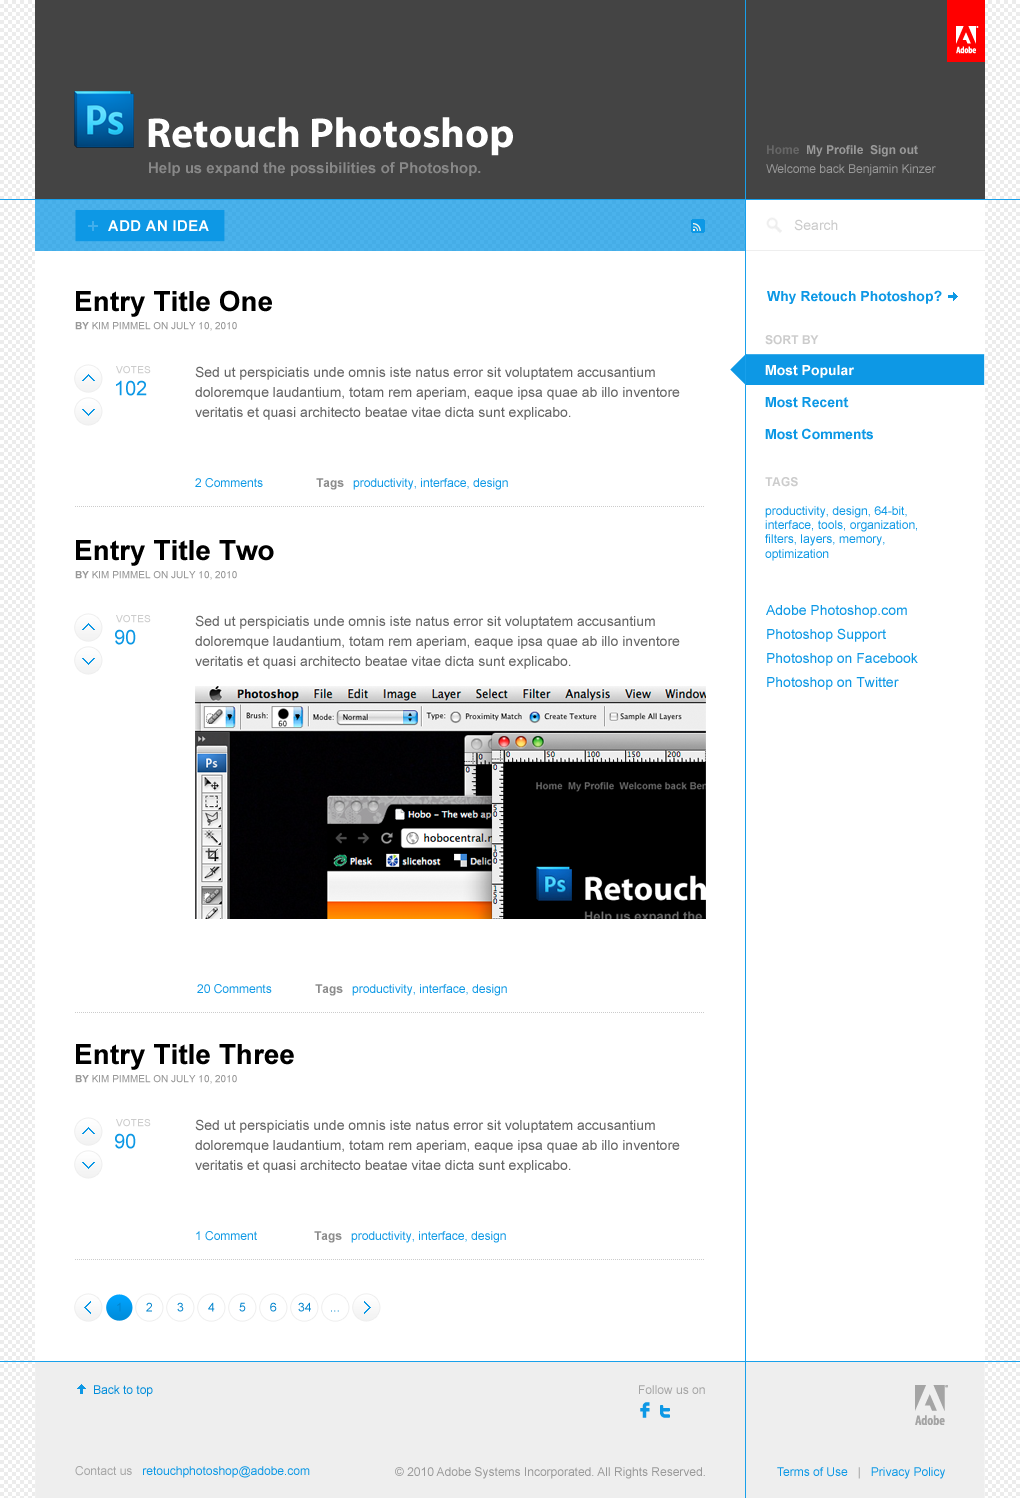 Adobe
Ps Retouch Photoshop
Help us expand the possibilities of Photoshop.
Home My Profile Sign out
Welcome back Benjamin Kinzer
+ ADD AN IDEA
Search
Entry Title One
BY KIM PIMMEL ON JULY 10, 2010
VOTES
102
Sed ut perspiciatis unde omnis iste natus error sit voluptatem accusantium
doloremque laudantium, totam rem aperiam, eaque ipsa quae ab illo inventore
veritatis et quasi architecto beatae vitae dicta sunt explicabo.
2 Comments Tags productivity, interface, design
Entry Title Two
BY KIM PIMMEL ON JULY 10, 2010
VOTES
90
Sed ut perspiciatis unde omnis iste natus error sit voluptatem accusantium
doloremque laudantium, totam rem aperiam, eaque ipsa quae ab illo inventore
veritatis et quasi architecto beatae vitae dicta sunt explicabo.
Photoshop File Edit Image Layer Select Filter Analysis View Window
Brush: 60 Mode: Normal Type: Proximity Match Create Texture Sample All Layers
0 50 100 150 200
Ps
Home My Profile Welcome back Ben
Hobo – The web ap
hobocentral.r
Plesk slicehost Delic
Ps Retouch
Help us expand the
20 Comments Tags productivity, interface, design
Entry Title Three
BY KIM PIMMEL ON JULY 10, 2010
VOTES
90
Sed ut perspiciatis unde omnis iste natus error sit voluptatem accusantium
doloremque laudantium, totam rem aperiam, eaque ipsa quae ab illo inventore
veritatis et quasi architecto beatae vitae dicta sunt explicabo.
1 Comment Tags productivity, interface, design
1 2 3 4 5 6 34 ...
Why Retouch Photoshop?
SORT BY
Most Popular
Most Recent
Most Comments
TAGS
productivity, design, 64-bit,
interface, tools, organization,
filters, layers, memory,
optimization
Adobe Photoshop.com
Photoshop Support
Photoshop on Facebook
Photoshop on Twitter
Back to top
Follow us on
Adobe
Contact us retouchphotoshop@adobe.com
© 2010 Adobe Systems Incorporated. All Rights Reserved.
Terms of Use | Privacy Policy